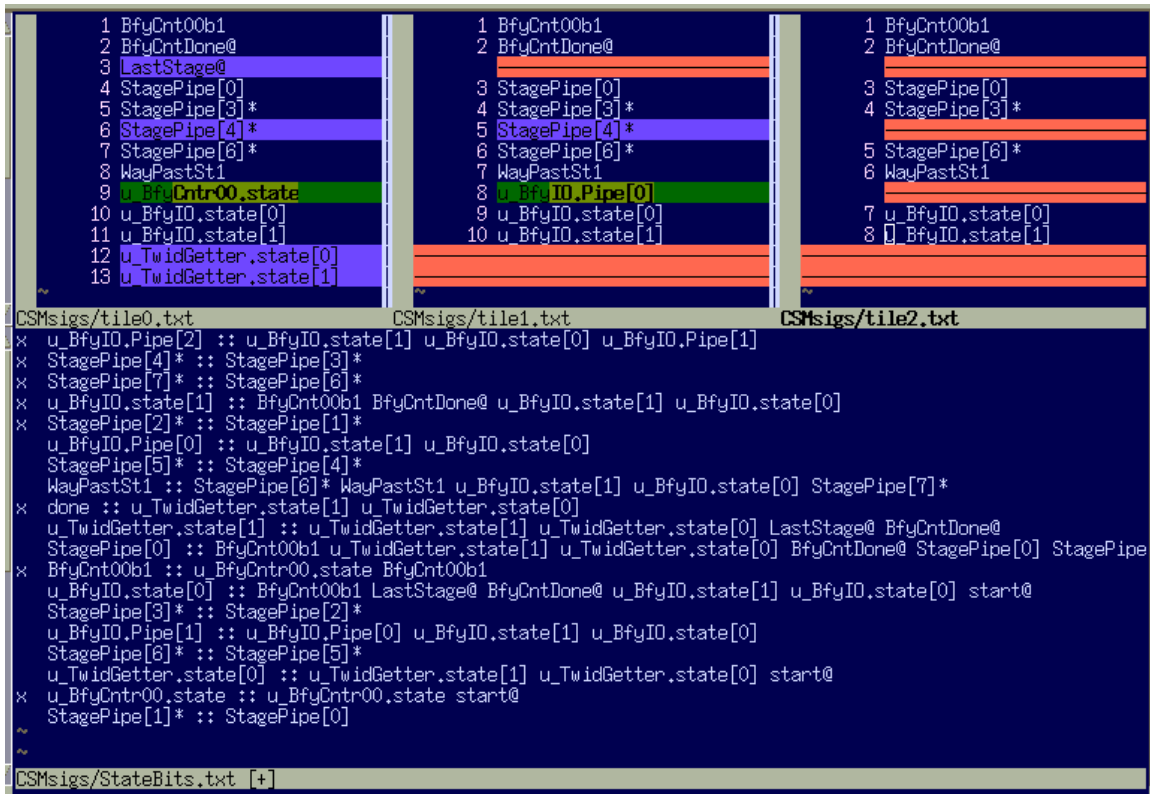 1 BfyCnt00b1
2 BfyCntDone@
3 LastStage@
4 StagePipe[0]
5 StagePipe[3]*
6 StagePipe[4]*
7 StagePipe[6]*
8 WayPastSt1
9 u_BfyCntr00.state
10 u_BfyIO.state[0]
11 u_BfyIO.state[1]
12 u_TwidGetter.state[0]
13 u_TwidGetter.state[1]
~
CSMsigs/tile0.txt
1 BfyCnt00b1
2 BfyCntDone@
3 StagePipe[0]
4 StagePipe[3]*
5 StagePipe[4]*
6 StagePipe[6]*
7 WayPastSt1
8 u_BfyIO.Pipe[0]
9 u_BfyIO.state[0]
10 u_BfyIO.state[1]
~
CSMsigs/tile1.txt
1 BfyCnt00b1
2 BfyCntDone@
3 StagePipe[0]
4 StagePipe[3]*
5 StagePipe[6]*
6 WayPastSt1
7 u_BfyIO.state[0]
8 u_BfyIO.state[1]
~
CSMsigs/tile2.txt
x u_BfyIO.Pipe[2] :: u_BfyIO.state[1] u_BfyIO.state[0] u_BfyIO.Pipe[1]
x StagePipe[4]* :: StagePipe[3]*
x StagePipe[7]* :: StagePipe[6]*
x u_BfyIO.state[1] :: BfyCnt00b1 BfyCntDone@ u_BfyIO.state[1] u_BfyIO.state[0]
x StagePipe[2]* :: StagePipe[1]*
u_BfyIO.Pipe[0] :: u_BfyIO.state[1] u_BfyIO.state[0]
StagePipe[5]* :: StagePipe[4]*
WayPastSt1 :: StagePipe[6]* WayPastSt1 u_BfyIO.state[1] u_BfyIO.state[0] StagePipe[7]*
x done :: u_TwidGetter.state[1] u_TwidGetter.state[0]
u_TwidGetter.state[1] :: u_TwidGetter.state[1] u_TwidGetter.state[0] LastStage@ BfyCntDone@
StagePipe[0] :: BfyCnt00b1 u_TwidGetter.state[1] u_TwidGetter.state[0] BfyCntDone@ StagePipe[0] StagePipe
x BfyCnt00b1 :: u_BfyCntr00.state BfyCnt00b1
u_BfyIO.state[0] :: BfyCnt00b1 LastStage@ BfyCntDone@ u_BfyIO.state[1] u_BfyIO.state[0] start@
StagePipe[3]* :: StagePipe[2]*
u_BfyIO.Pipe[1] :: u_BfyIO.Pipe[0] u_BfyIO.state[1] u_BfyIO.state[0]
StagePipe[6]* :: StagePipe[5]*
u_TwidGetter.state[0] :: u_TwidGetter.state[1] u_TwidGetter.state[0] start@
x u_BfyCntr00.state :: u_BfyCntr00.state start@
StagePipe[1]* :: StagePipe[0]
~
~
CSMsigs/StateBits.txt [+]